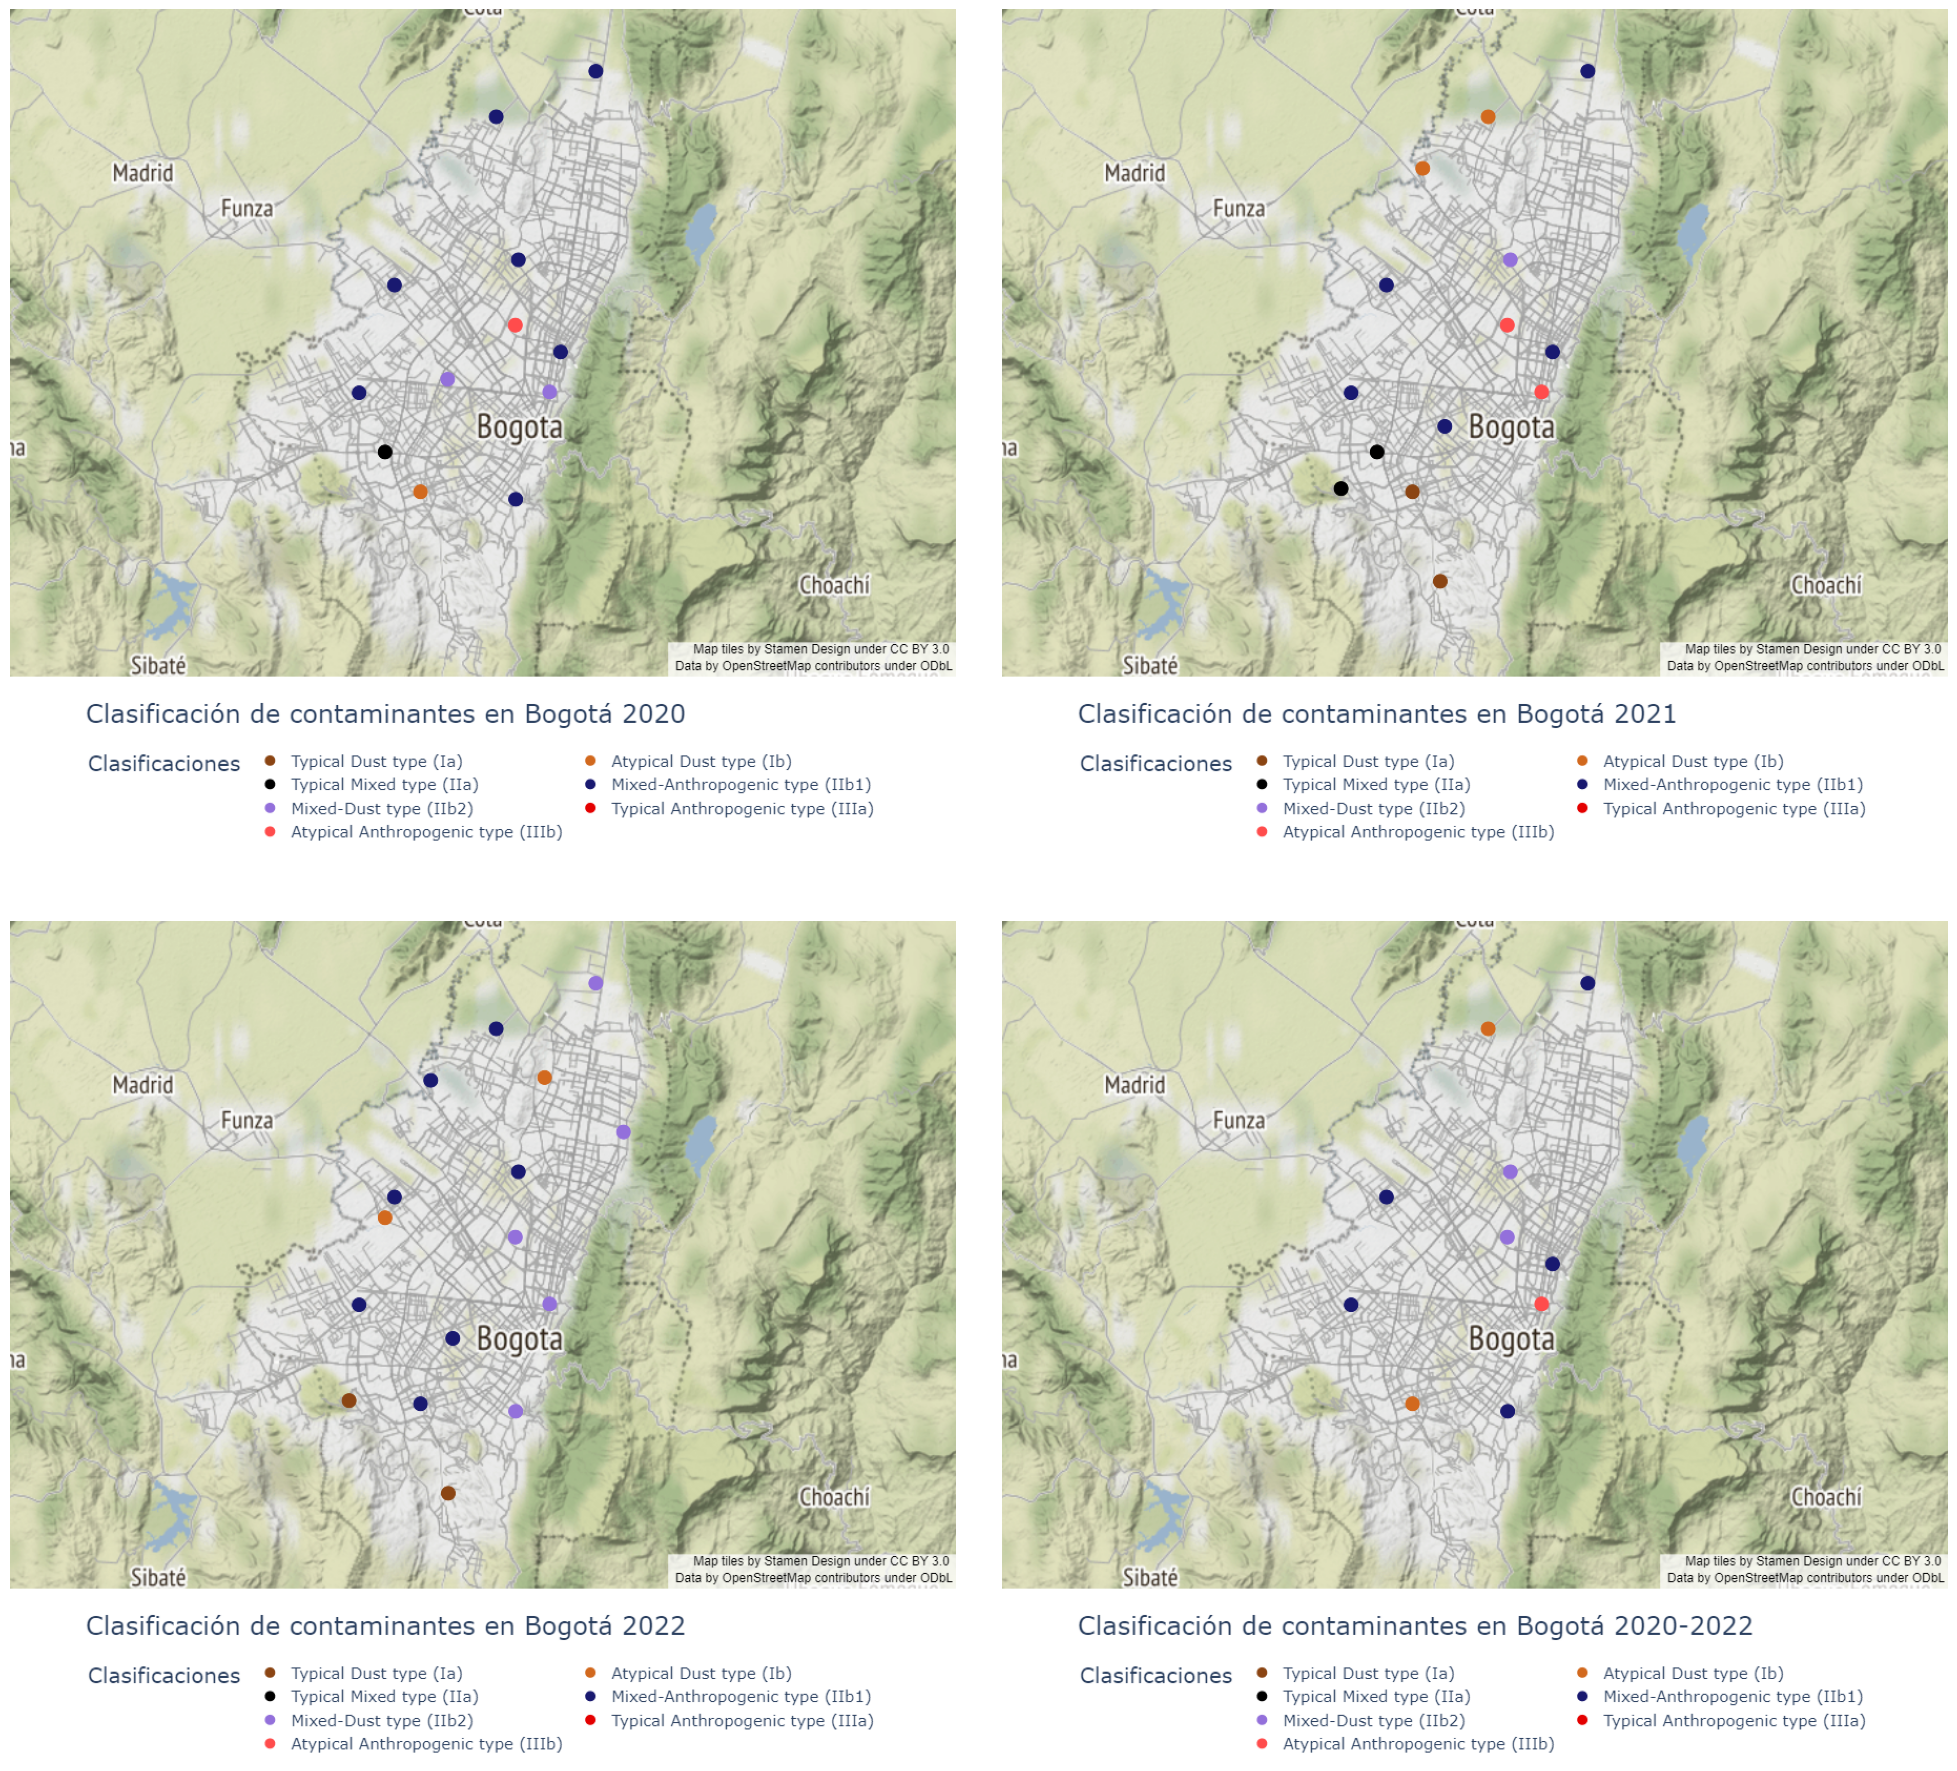 Cota
Madrid
Funza
Bogota
na
Choachí
Sibaté
Map tiles by Stamen Design under CC BY 3.0
Data by OpenStreetMap contributors under ODbL
Clasificación de contaminantes en Bogotá 2020
Clasificaciones
Typical Dust type (Ia) Atypical Dust type (Ib)
Typical Mixed type (IIa) Mixed-Anthropogenic type (IIb1)
Mixed-Dust type (IIb2) Typical Anthropogenic type (IIIa)
Atypical Anthropogenic type (IIIb)
Cota
Madrid
Funza
Bogota
na
Choachí
Sibaté
Map tiles by Stamen Design under CC BY 3.0
Data by OpenStreetMap contributors under ODbL
Clasificación de contaminantes en Bogotá 2021
Clasificaciones
Typical Dust type (Ia) Atypical Dust type (Ib)
Typical Mixed type (IIa) Mixed-Anthropogenic type (IIb1)
Mixed-Dust type (IIb2) Typical Anthropogenic type (IIIa)
Atypical Anthropogenic type (IIIb)
Cota
Madrid
Funza
Bogota
na
Choachí
Sibaté
Map tiles by Stamen Design under CC BY 3.0
Data by OpenStreetMap contributors under ODbL
Clasificación de contaminantes en Bogotá 2022
Clasificaciones
Typical Dust type (Ia) Atypical Dust type (Ib)
Typical Mixed type (IIa) Mixed-Anthropogenic type (IIb1)
Mixed-Dust type (IIb2) Typical Anthropogenic type (IIIa)
Atypical Anthropogenic type (IIIb)
Cota
Madrid
Funza
Bogota
na
Choachí
Sibaté
Map tiles by Stamen Design under CC BY 3.0
Data by OpenStreetMap contributors under ODbL
Clasificación de contaminantes en Bogotá 2020-2022
Clasificaciones
Typical Dust type (Ia) Atypical Dust type (Ib)
Typical Mixed type (IIa) Mixed-Anthropogenic type (IIb1)
Mixed-Dust type (IIb2) Typical Anthropogenic type (IIIa)
Atypical Anthropogenic type (IIIb)